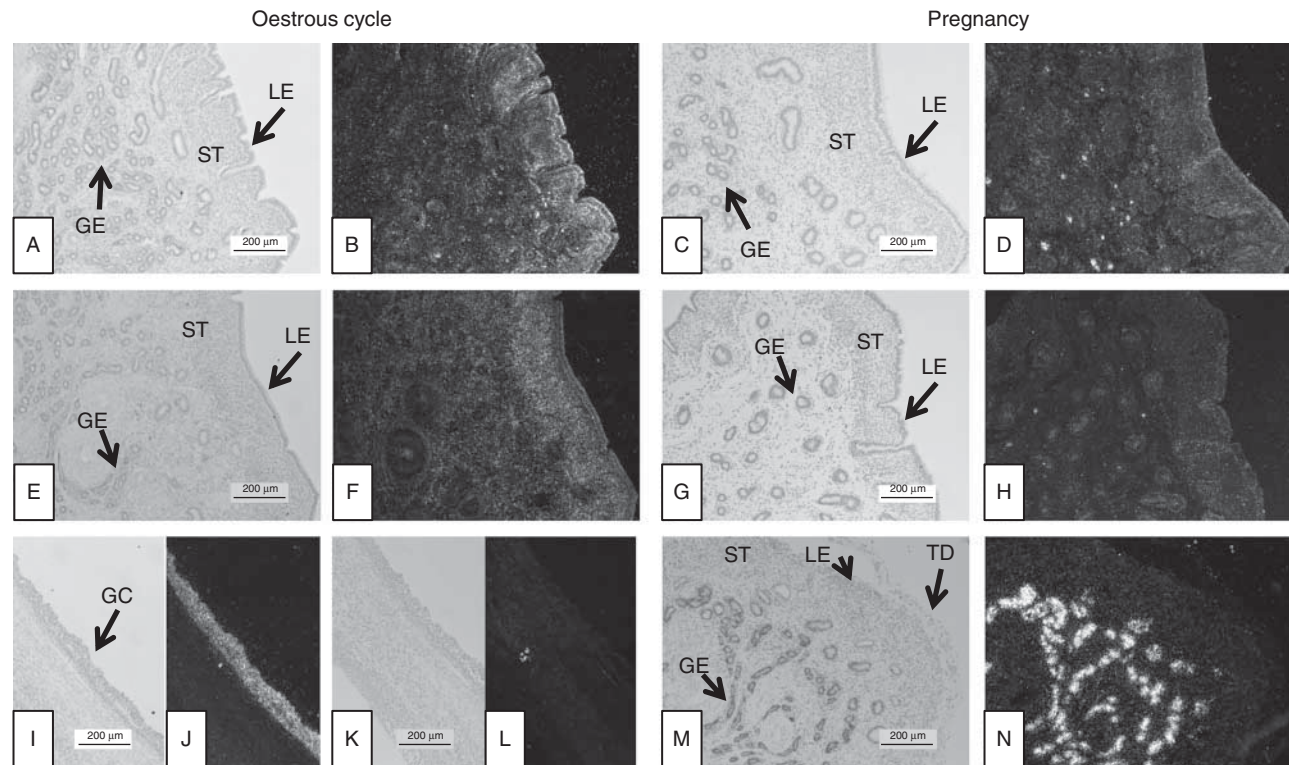 Oestrous cycle
Pregnancy
LE
ST
GE
A
200 µm
B
LE
ST
GE
C
200 µm
D
ST
LE
GE
E
200 µm
F
GE
ST
LE
G
200 µm
H
GC
I
200 µm
J
K
200 µm
L
ST
LE
TD
GE
M
200 µm
N